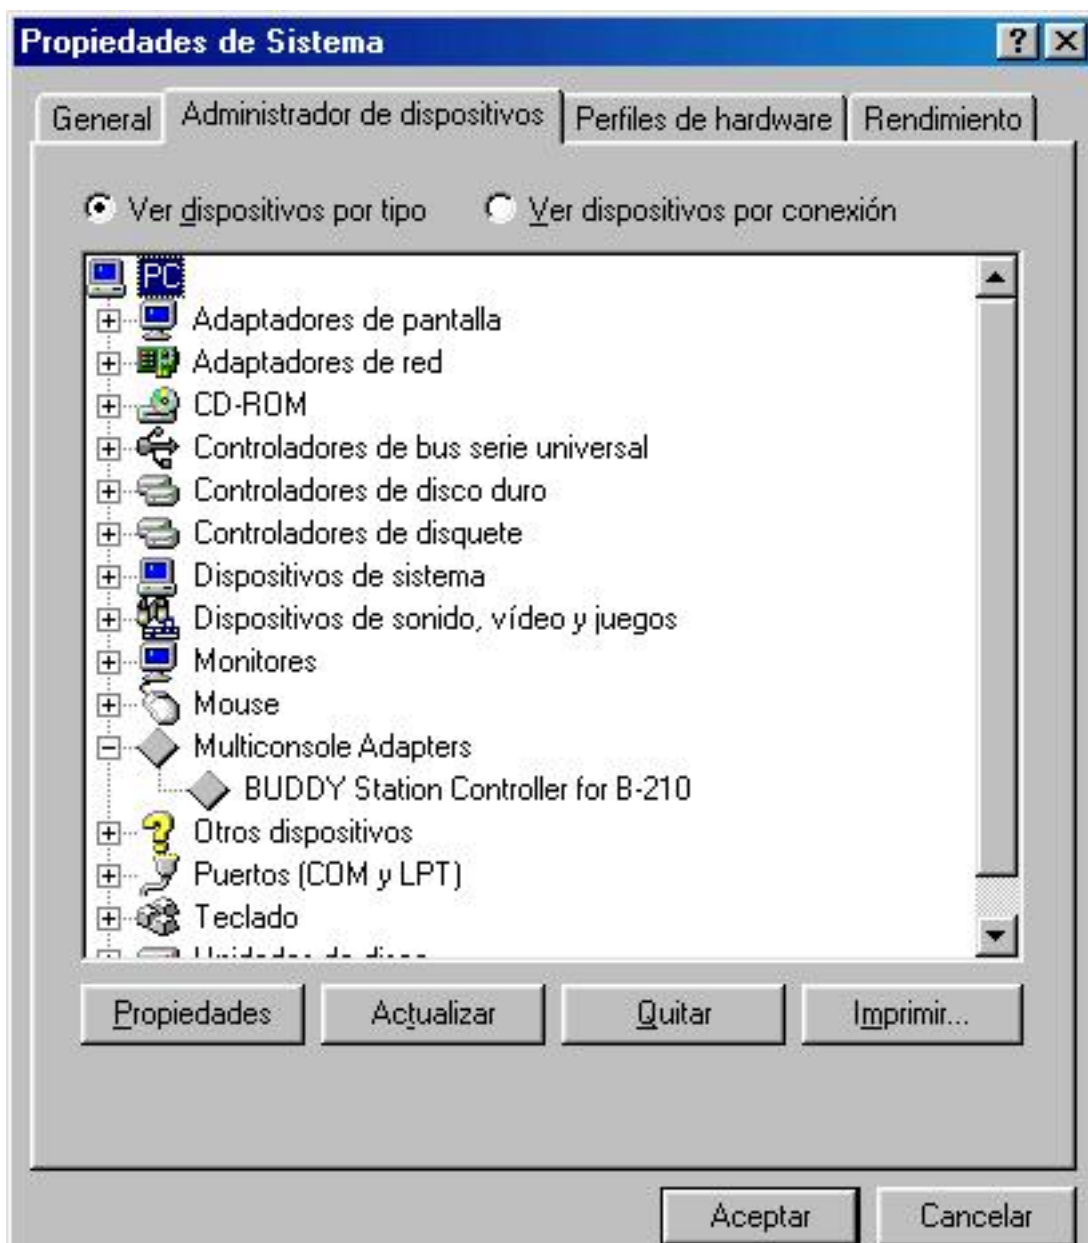 Propiedades de Sistema
General Administrador de dispositivos Perfiles de hardware Rendimiento
Ver dispositivos por tipo Ver dispositivos por conexión
PC
Adaptadores de pantalla
Adaptadores de red
CD-ROM
Controladores de bus serie universal
Controladores de disco duro
Controladores de disquete
Dispositivos de sistema
Dispositivos de sonido, vídeo y juegos
Monitores
Mouse
Multiconsole Adapters
BUDDY Station Controller for B-210
Otros dispositivos
Puertos (COM y LPT)
Teclado
Unidades de disco
Propiedades Actualizar Quitar Imprimir...
Aceptar Cancelar